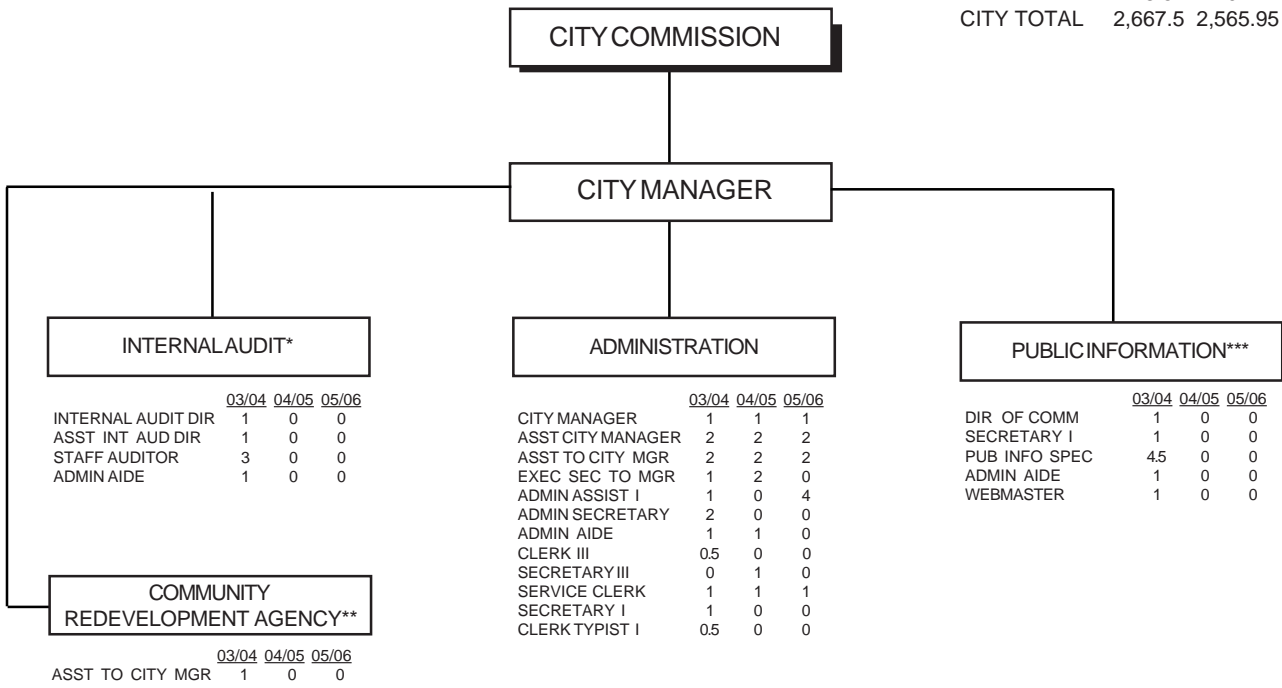 CITY TOTAL 2,667.5 2,565.95
CITY COMMISSION
CITY MANAGER
INTERNAL AUDIT*
03/04 04/05 05/06
INTERNAL AUDIT DIR 1 0 0
ASST INT AUD DIR 1 0 0
STAFF AUDITOR 3 0 0
ADMIN AIDE 1 0 0
COMMUNITY
REDEVELOPMENT AGENCY**
03/04 04/05 05/06
ASST TO CITY MGR 1 0 0
ADMINISTRATION
03/04 04/05 05/06
CITY MANAGER 1 1 1
ASST CITY MANAGER 2 2 2
ASST TO CITY MGR 2 2 2
EXEC SEC TO MGR 1 2 0
ADMIN ASSIST I 1 0 4
ADMIN SECRETARY 2 0 0
ADMIN AIDE 1 1 0
CLERK III 0.5 0 0
SECRETARY III 0 1 0
SERVICE CLERK 1 1 1
SECRETARY I 1 0 0
CLERK TYPIST I 0.5 0 0
PUBLIC INFORMATION***
03/04 04/05 05/06
DIR OF COMM 1 0 0
SECRETARY I 1 0 0
PUB INFO SPEC 4.5 0 0
ADMIN AIDE 1 0 0
WEBMASTER 1 0 0